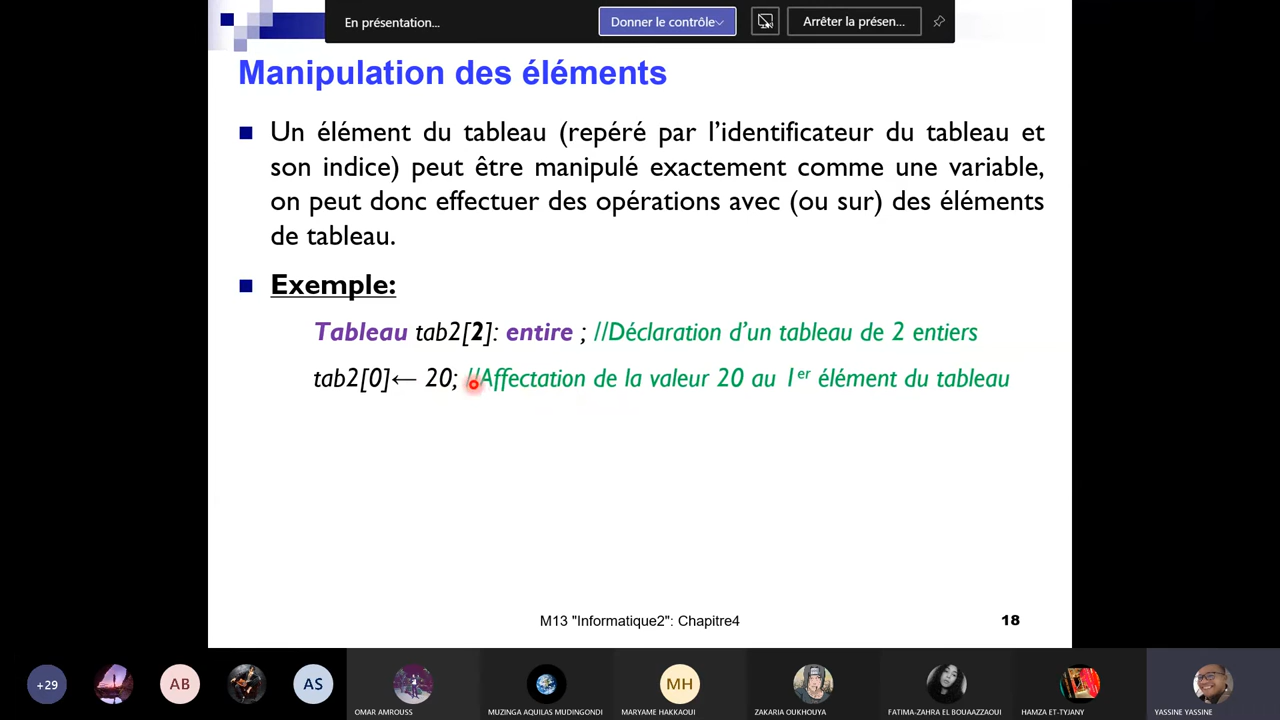 En présentation...
Donner le contrôle
Arrêter la présen...
Manipulation des éléments
Un élément du tableau (repéré par l'identificateur du tableau et
son indice) peut être manipulé exactement comme une variable,
on peut donc effectuer des opérations avec (ou sur) des éléments
de tableau.
Exemple:
Tableau tab2[2]: entire ; //Déclaration d'un tableau de 2 entiers
tab2[0]← 20; //Affectation de la valeur 20 au 1er élément du tableau
M13 "Informatique2": Chapitre4
18
+29
AB
AS
MH
OMAR AMROUSS
MUZINGA AQUILAS MUDINGONDI
MARYAME HAKKAOUI
ZAKARIA OUKHOUYA
FATIMA-ZAHRA EL BOUAAZZAOUI
HAMZA ET-TYJANY
YASSINE YASSINE